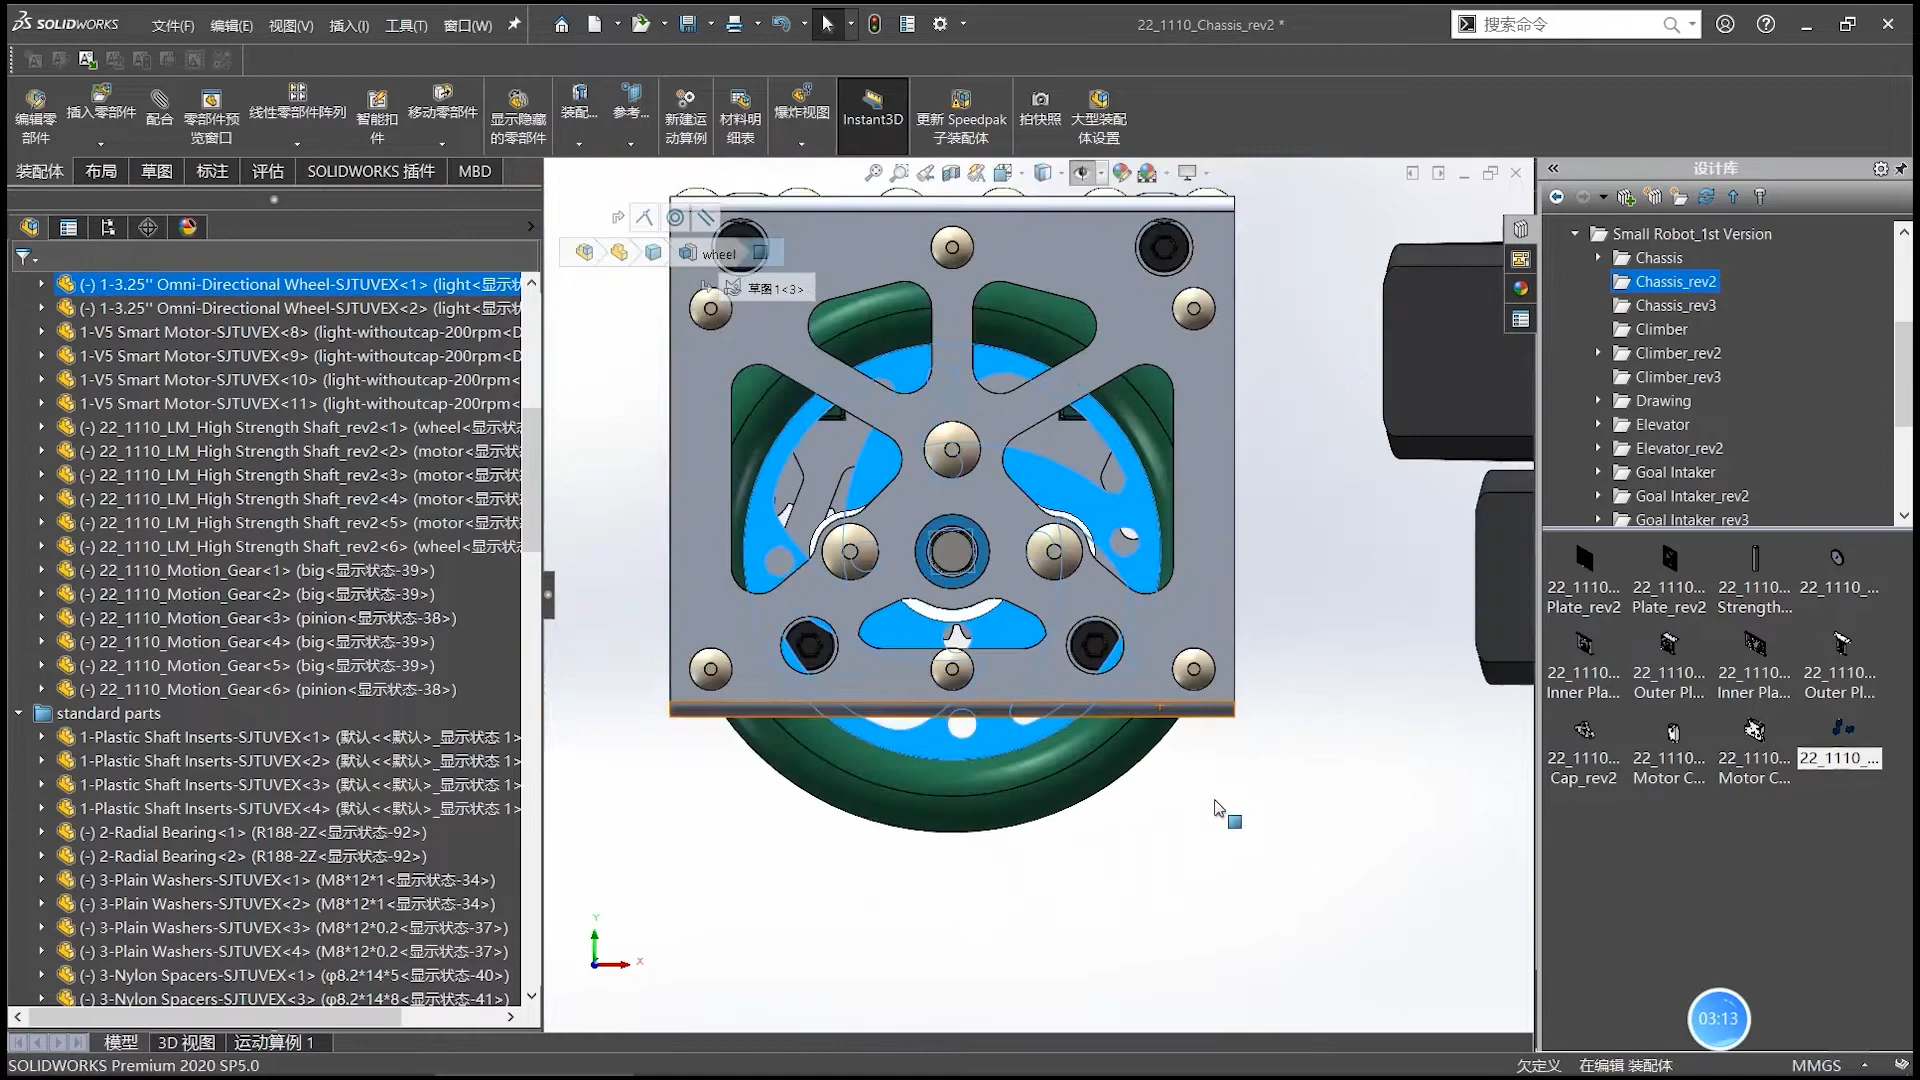 SOLIDWORKS 文件(F) 编辑(E) 视图(V) 插入(I) 工具(T) 窗口(W) 22_1110_Chassis_rev2 * 搜索命令
编辑零部件 插入零部件 配合 零部件预览窗口 线性零部件阵列 智能扣件 移动零部件 显示隐藏的零部件 装配... 参考... 新建运动算例 材料明细表 爆炸视图 Instant3D 更新 Speedpak 子装配体 拍快照 大型装配体设置
装配体 布局 草图 标注 评估 SOLIDWORKS 插件 MBD
设计库
(-) 1-3.25'' Omni-Directional Wheel-SJTUVEX<1> (light<显示状
(-) 1-3.25'' Omni-Directional Wheel-SJTUVEX<2> (light<显示状
1-V5 Smart Motor-SJTUVEX<8> (light-withoutcap-200rpm<D
1-V5 Smart Motor-SJTUVEX<9> (light-withoutcap-200rpm<D
1-V5 Smart Motor-SJTUVEX<10> (light-withoutcap-200rpm<
1-V5 Smart Motor-SJTUVEX<11> (light-withoutcap-200rpm<
(-) 22_1110_LM_High Strength Shaft_rev2<1> (wheel<显示状
(-) 22_1110_LM_High Strength Shaft_rev2<2> (motor<显示状
(-) 22_1110_LM_High Strength Shaft_rev2<3> (motor<显示状
(-) 22_1110_LM_High Strength Shaft_rev2<4> (motor<显示状
(-) 22_1110_LM_High Strength Shaft_rev2<5> (motor<显示状
(-) 22_1110_LM_High Strength Shaft_rev2<6> (wheel<显示状
(-) 22_1110_Motion_Gear<1> (big<显示状态-39>)
(-) 22_1110_Motion_Gear<2> (big<显示状态-39>)
(-) 22_1110_Motion_Gear<3> (pinion<显示状态-38>)
(-) 22_1110_Motion_Gear<4> (big<显示状态-39>)
(-) 22_1110_Motion_Gear<5> (big<显示状态-39>)
(-) 22_1110_Motion_Gear<6> (pinion<显示状态-38>)
standard parts
(-) 1-Plastic Shaft Inserts-SJTUVEX<1> (默认<<默认>_显示状态 1>
(-) 1-Plastic Shaft Inserts-SJTUVEX<2> (默认<<默认>_显示状态 1>
(-) 1-Plastic Shaft Inserts-SJTUVEX<3> (默认<<默认>_显示状态 1>
(-) 1-Plastic Shaft Inserts-SJTUVEX<4> (默认<<默认>_显示状态 1>
(-) 2-Radial Bearing<1> (R188-2Z<显示状态-92>)
(-) 2-Radial Bearing<2> (R188-2Z<显示状态-92>)
(-) 3-Plain Washers-SJTUVEX<1> (M8*12*1<显示状态-34>)
(-) 3-Plain Washers-SJTUVEX<2> (M8*12*1<显示状态-34>)
(-) 3-Plain Washers-SJTUVEX<3> (M8*12*0.2<显示状态-37>)
(-) 3-Plain Washers-SJTUVEX<4> (M8*12*0.2<显示状态-37>)
(-) 3-Nylon Spacers-SJTUVEX<1> (φ8.2*14*5<显示状态-40>)
(-) 3-Nylon Spacers-SJTUVEX<3> (φ8.2*14*8<显示状态-41>)
wheel
草图1<3>
Y
X
Small Robot_1st Version
Chassis
Chassis_rev2
Chassis_rev3
Climber
Climber_rev2
Climber_rev3
Drawing
Elevator
Elevator_rev2
Goal Intaker
Goal Intaker_rev2
Goal Intaker_rev3
22_1110... 22_1110... 22_1110... 22_1110_...
Plate_rev2 Plate_rev2 Strength...
22_1110... 22_1110... 22_1110... 22_1110...
Inner Pla... Outer Pl... Inner Pla... Outer Pl...
22_1110... 22_1110... 22_1110... 22_1110_...
Cap_rev2 Motor C... Motor C...
03:13
模型 3D 视图 运动算例 1
SOLIDWORKS Premium 2020 SP5.0 欠定义 在编辑 装配体 MMGS